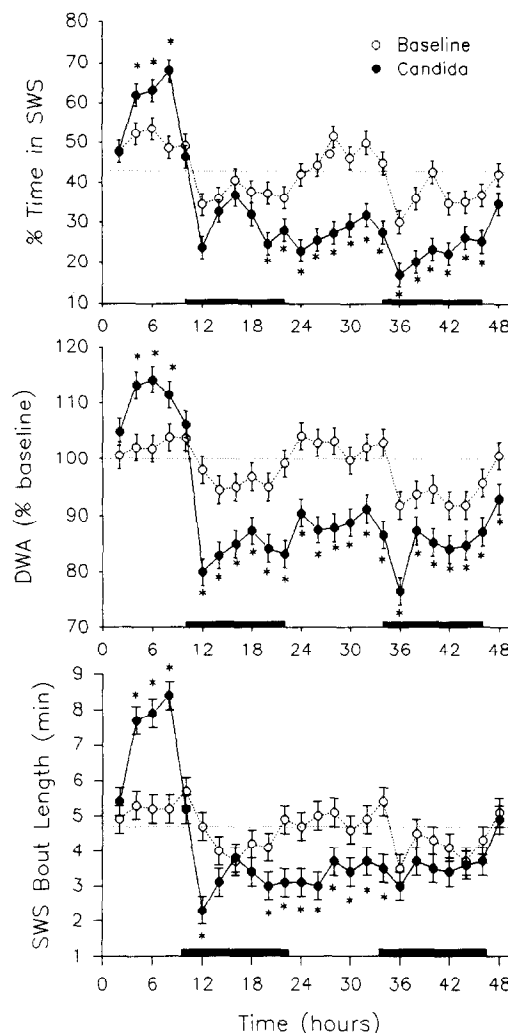 80
70
60
50
40
30
20
10
% Time in SWS
Baseline
Candida
* * *
* * * * * * * * * * * * * *
0 6 12 18 24 30 36 42 48
120
110
100
90
80
70
DWA (% baseline)
* * *
* * * * * * * * * * * * * * * * * * *
0 6 12 18 24 30 36 42 48
9
8
7
6
5
4
3
2
1
SWS Bout Length (min)
* * *
* * * * * * * * *
0 6 12 18 24 30 36 42 48
Time (hours)